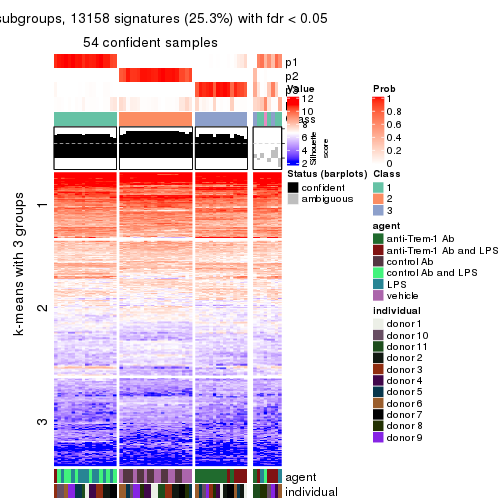 subgroups, 13158 signatures (25.3%) with fdr < 0.05
54 confident samples
p1
p2
p3
Class
k-means with 3 groups
1
2
3
Value
12
10
8
6
4
2
Silhouette
score
Status (barplots)
confident
ambiguous
Prob
1
0.8
0.6
0.4
0.2
0
Class
1
2
3
agent
anti-Trem-1 Ab
anti-Trem-1 Ab and LPS
control Ab
control Ab and LPS
LPS
vehicle
individual
donor 1
donor 10
donor 11
donor 2
donor 3
donor 4
donor 5
donor 6
donor 7
donor 8
donor 9
agent
individual